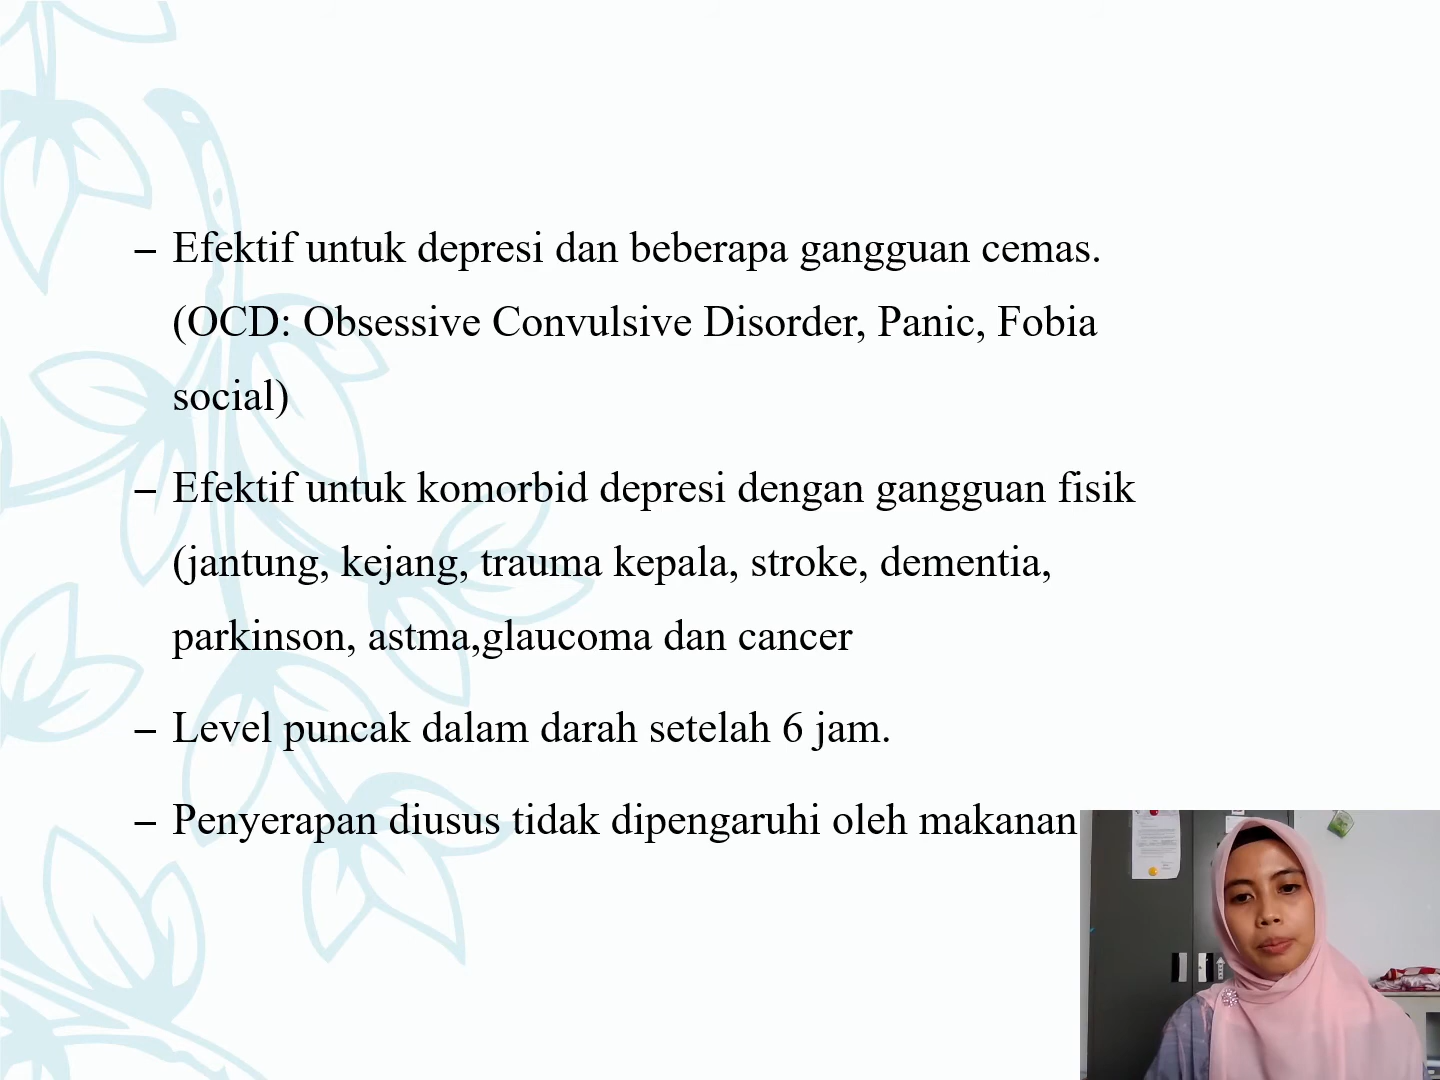 – Efektif untuk depresi dan beberapa gangguan cemas.
(OCD: Obsessive Convulsive Disorder, Panic, Fobia
social)
– Efektif untuk komorbid depresi dengan gangguan fisik
(jantung, kejang, trauma kepala, stroke, dementia,
parkinson, astma,glaucoma dan cancer
– Level puncak dalam darah setelah 6 jam.
– Penyerapan diusus tidak dipengaruhi oleh makanan